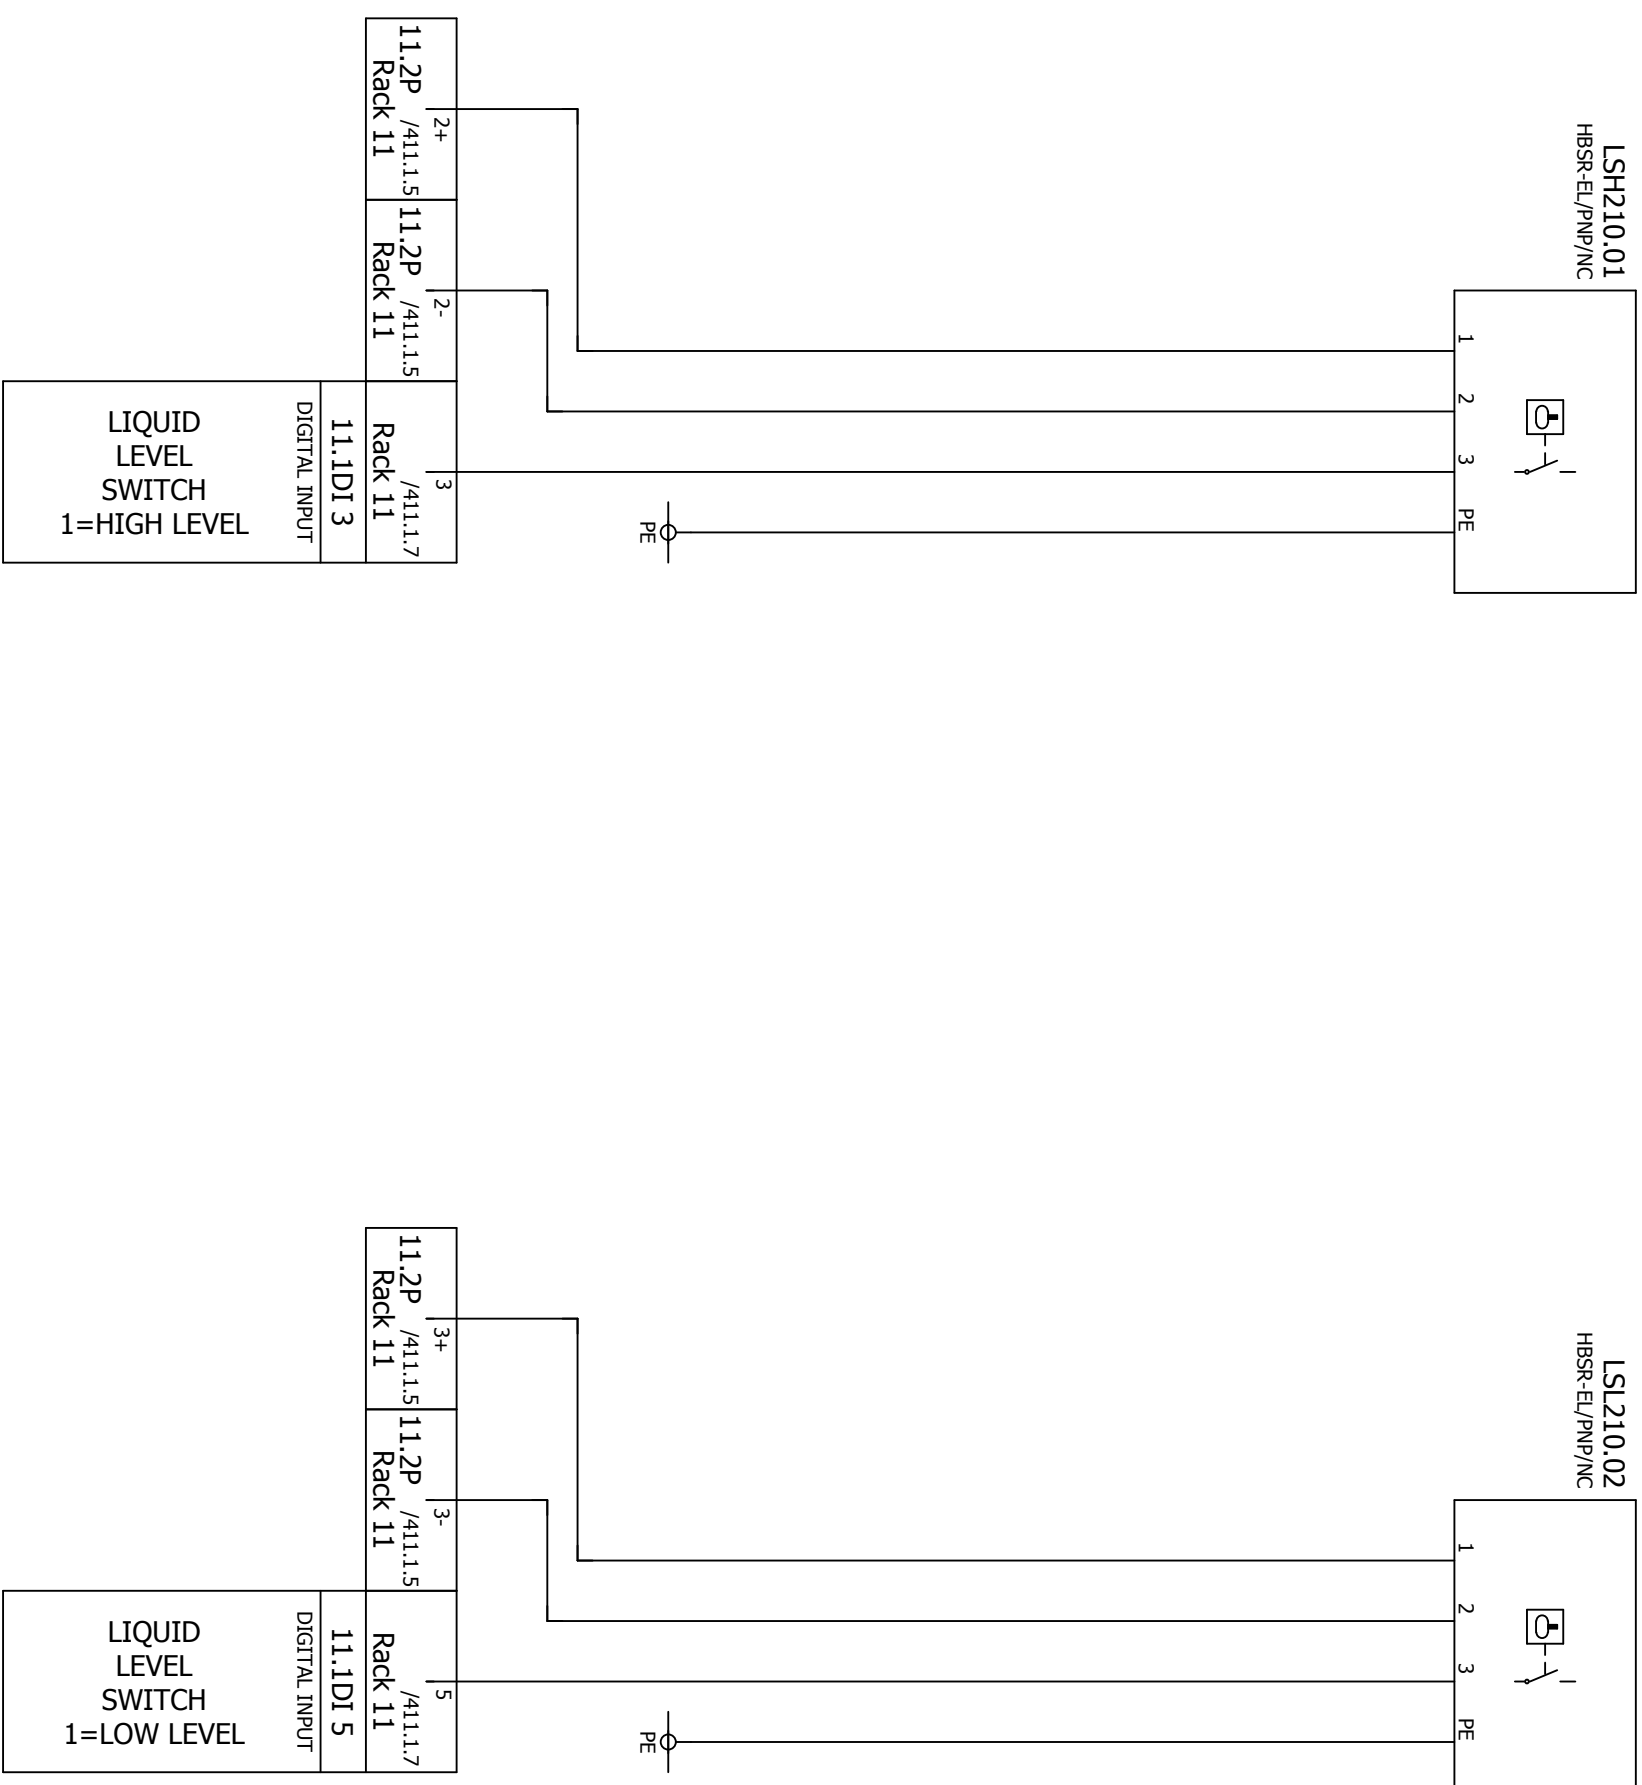 LSH210.01
HBSR-EL/PNP/NC
1
2
3
PE
PE
2+
11.2P /411.1.5
Rack 11
2-
11.2P /411.1.5
Rack 11
3
/411.1.7
Rack 11
11.1DI 3
DIGITAL INPUT
LIQUID
LEVEL
SWITCH
1=HIGH LEVEL
LSL210.02
HBSR-EL/PNP/NC
1
2
3
PE
PE
3+
11.2P /411.1.5
Rack 11
3-
11.2P /411.1.5
Rack 11
5
/411.1.7
Rack 11
11.1DI 5
DIGITAL INPUT
LIQUID
LEVEL
SWITCH
1=LOW LEVEL